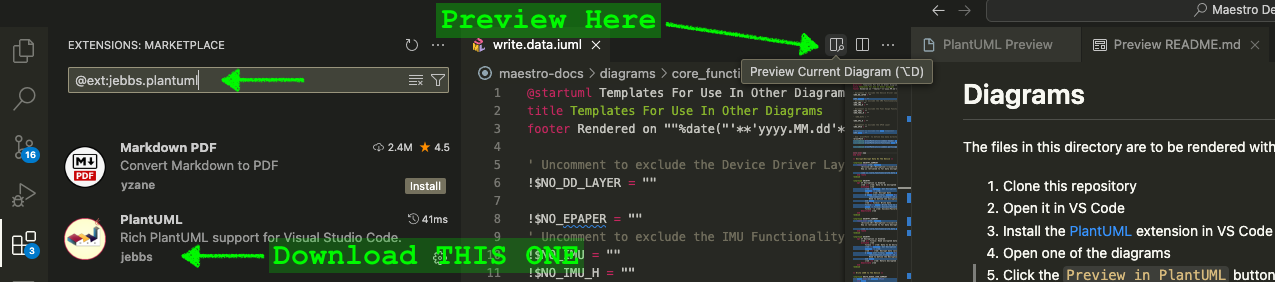 Preview Here
Maestro De
EXTENSIONS: MARKETPLACE
@ext:jebbs.plantuml
Markdown PDF
2.4M
4.5
Convert Markdown to PDF
yzane
Install
PlantUML
41ms
Rich PlantUML support for Visual Studio Code.
jebbs
Download THIS ONE
16
3
M↓
PDF
write.data.iuml
Preview Current Diagram (⌥D)
maestro-docs > diagrams > core_functi
1 @startuml Templates For Use In Other Diagram
2 title Templates For Use In Other Diagrams
3 footer Rendered on ""%date("'**'yyyy.MM.dd'*
4
5 ' Uncomment to exclude the Device Driver Lay
6 !$NO_DD_LAYER = ""
7
8 !$NO_EPAPER = ""
9 ' Uncomment to exclude the IMU Functionality
10 !$NO_IMU = ""
11 !$NO_IMU_H = ""
PlantUML Preview
Preview README.md
Diagrams
The files in this directory are to be rendered with
1. Clone this repository
2. Open it in VS Code
3. Install the PlantUML extension in VS Code
4. Open one of the diagrams
5. Click the Preview in PlantUML button